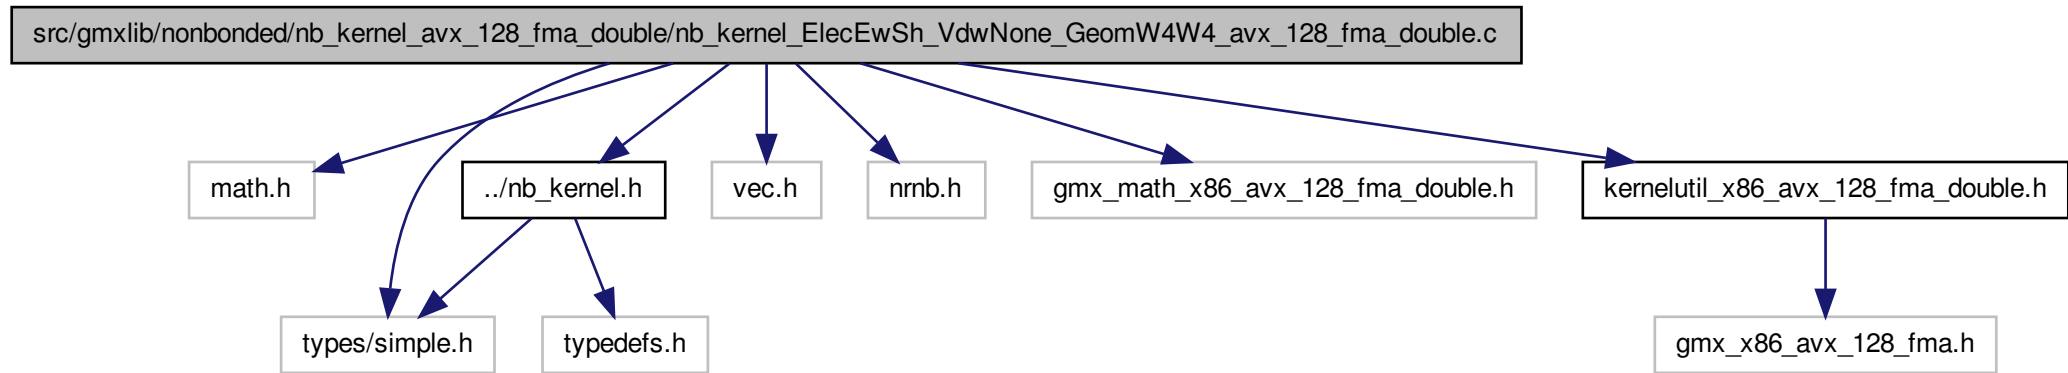 src/gmxlib/nonbonded/nb_kernel_avx_128_fma_double/nb_kernel_ElecEwSh_VdwNone_GeomW4W4_avx_128_fma_double.c
math.h
../nb_kernel.h
vec.h
nrnb.h
gmx_math_x86_avx_128_fma_double.h
kernelutil_x86_avx_128_fma_double.h
types/simple.h
typedefs.h
gmx_x86_avx_128_fma.h